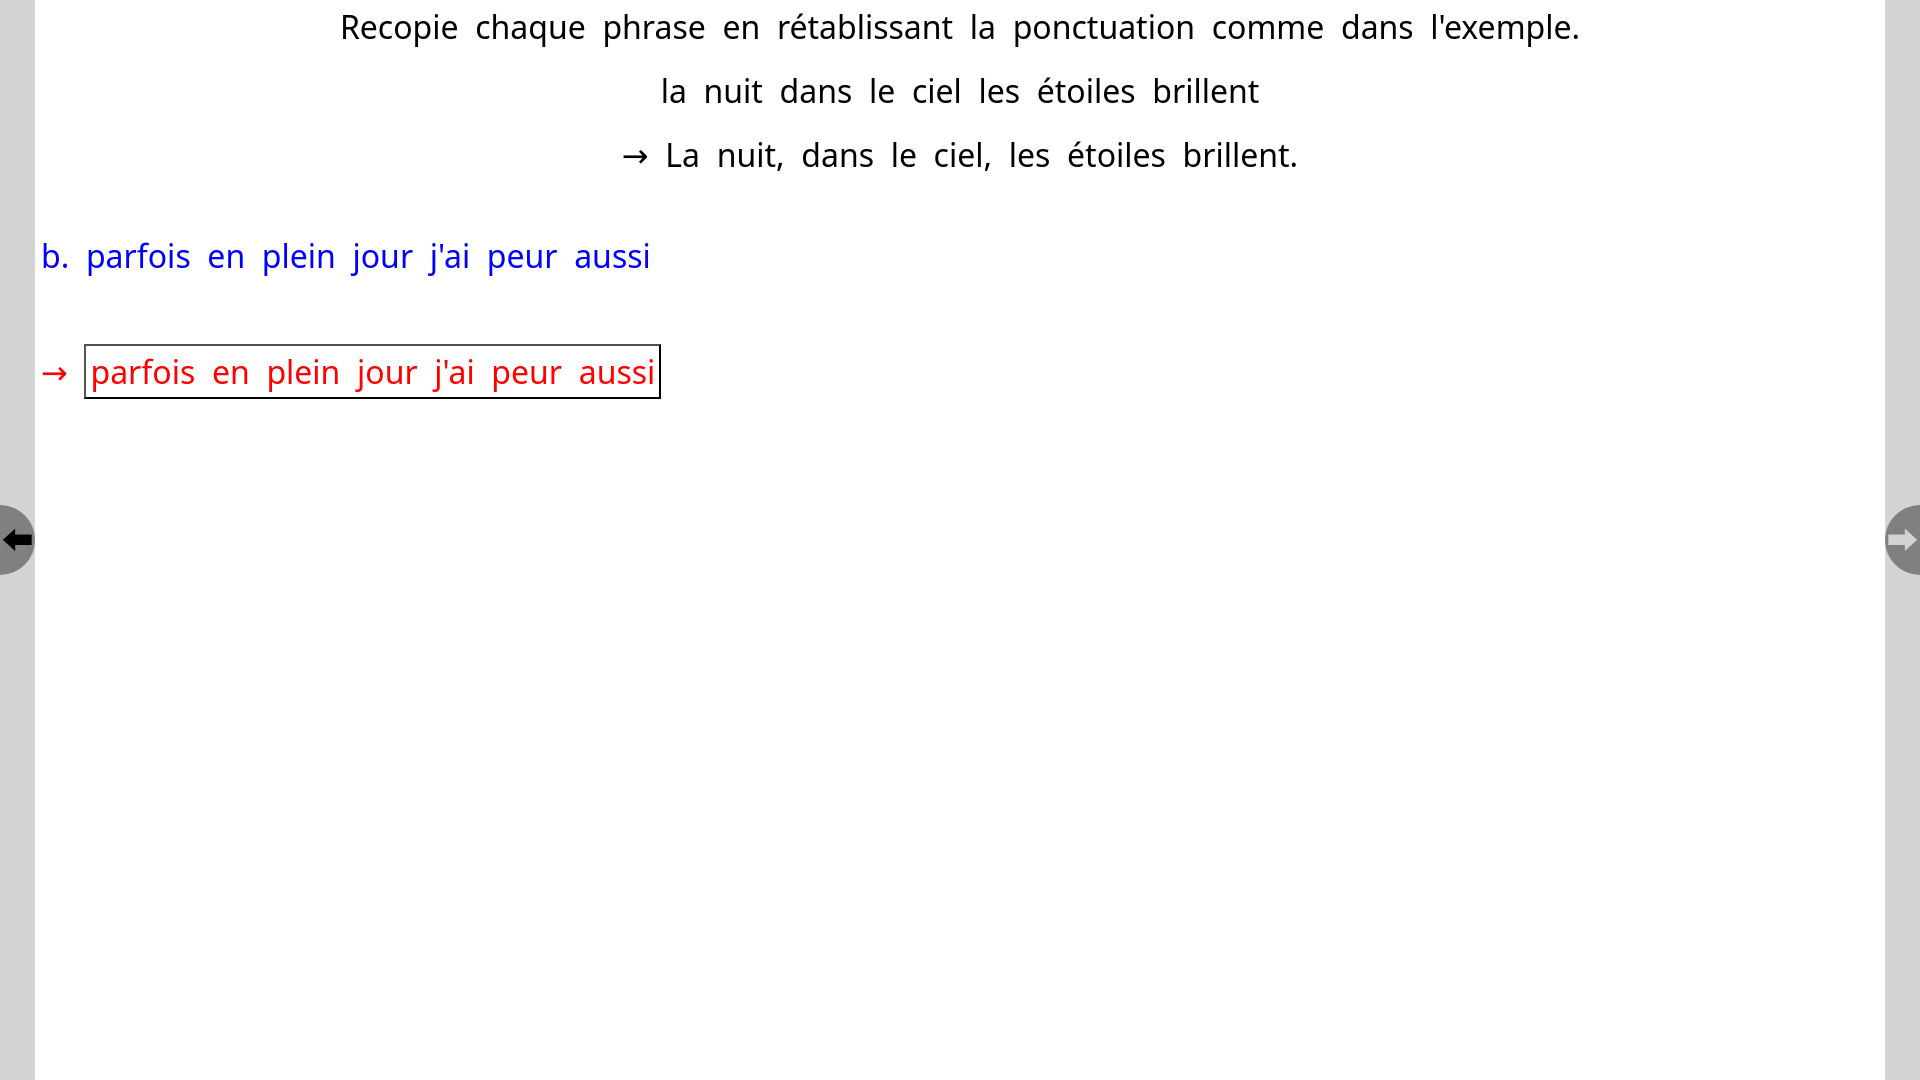 Recopie chaque phrase en rétablissant la ponctuation comme dans l'exemple.
la nuit dans le ciel les étoiles brillent
→ La nuit, dans le ciel, les étoiles brillent.
b. parfois en plein jour j'ai peur aussi
→ parfois en plein jour j'ai peur aussi